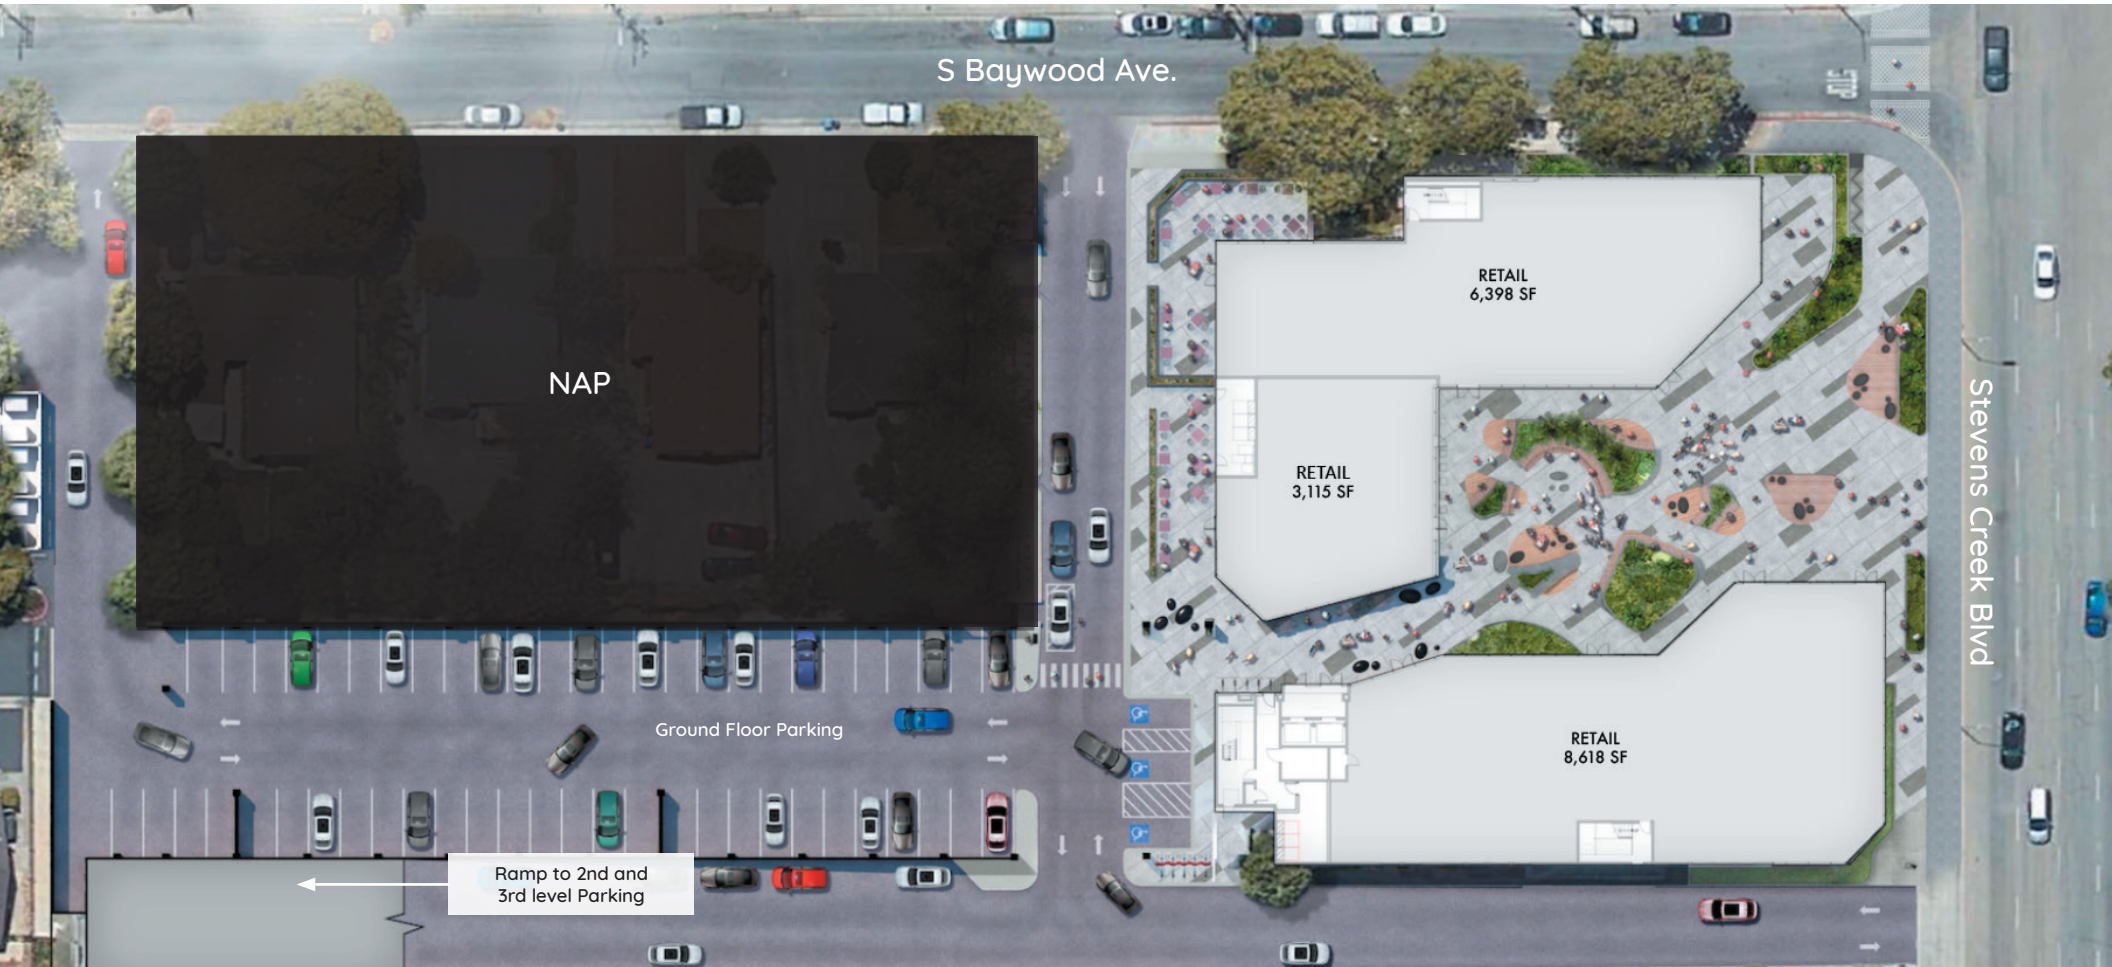 S Baywood Ave.
STOP
RETAIL
6,398 SF
NAP
RETAIL
3,115 SF
Stevens Creek Blvd
Ground Floor Parking
RETAIL
8,618 SF
Ramp to 2nd and
3rd level Parking